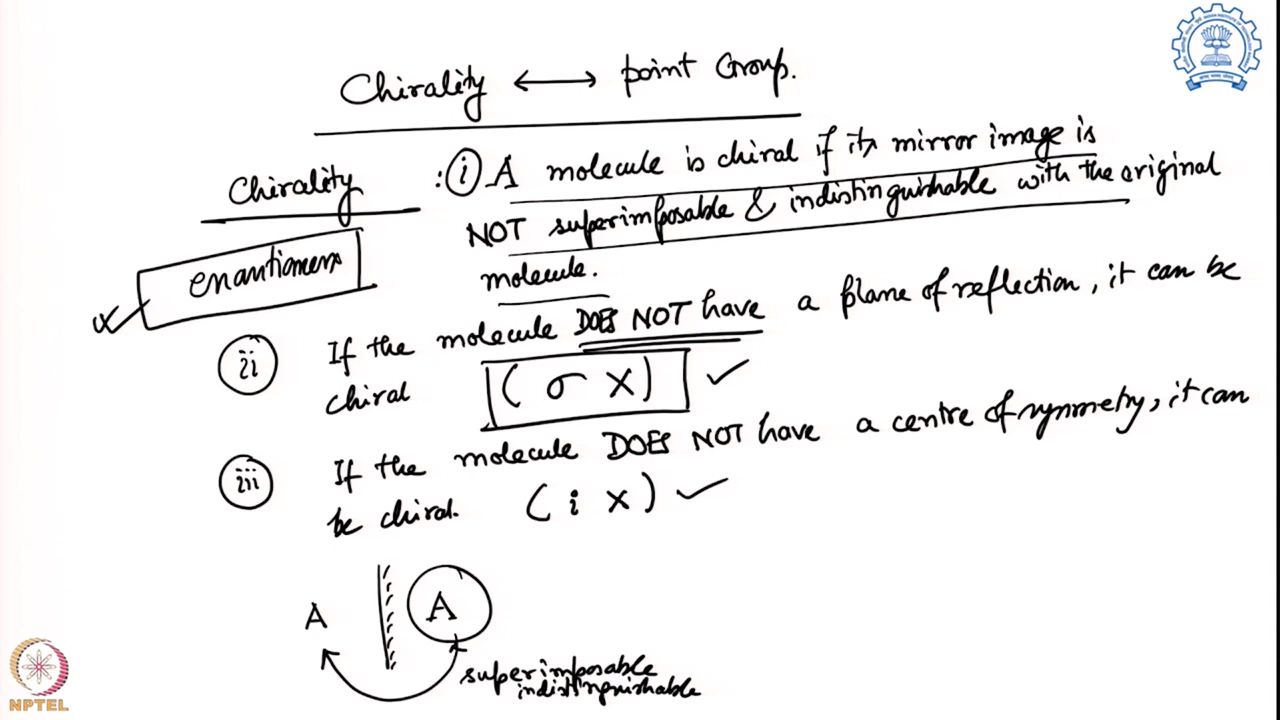 Chirality ⟷ point Group.
Chirality : (i) A molecule is chiral if its mirror image is
NOT superimposable & indistinguishable with the original
molecule.
enantiomers
(ii) If the molecule DOES NOT have a plane of reflection, it can be
chiral (σ X) ✓
(iii) If the molecule DOES NOT have a centre of symmetry, it can
be chiral. (i X) ✓
A A
superimposable
indistinguishable
NPTEL